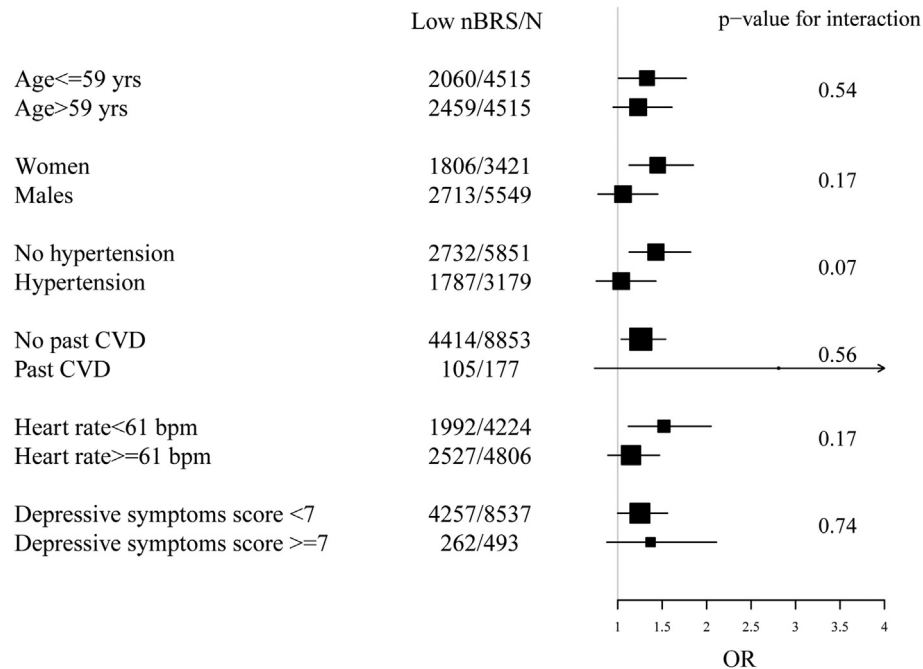 Low nBRS/N p−value for interaction
Age<=59 yrs 2060/4515
0.54
Age>59 yrs 2459/4515
Women 1806/3421
0.17
Males 2713/5549
No hypertension 2732/5851
0.07
Hypertension 1787/3179
No past CVD 4414/8853
0.56
Past CVD 105/177
Heart rate<61 bpm 1992/4224
0.17
Heart rate>=61 bpm 2527/4806
Depressive symptoms score <7 4257/8537
0.74
Depressive symptoms score >=7 262/493
1 1.5 2 2.5 3 3.5 4
OR